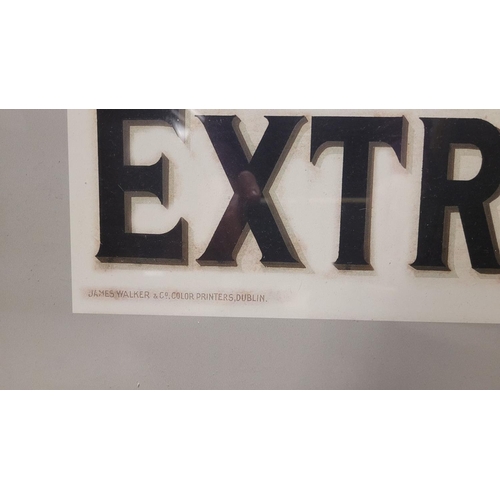 EXTR
JAMES WALKER & CO. COLOR PRINTERS, DUBLIN.